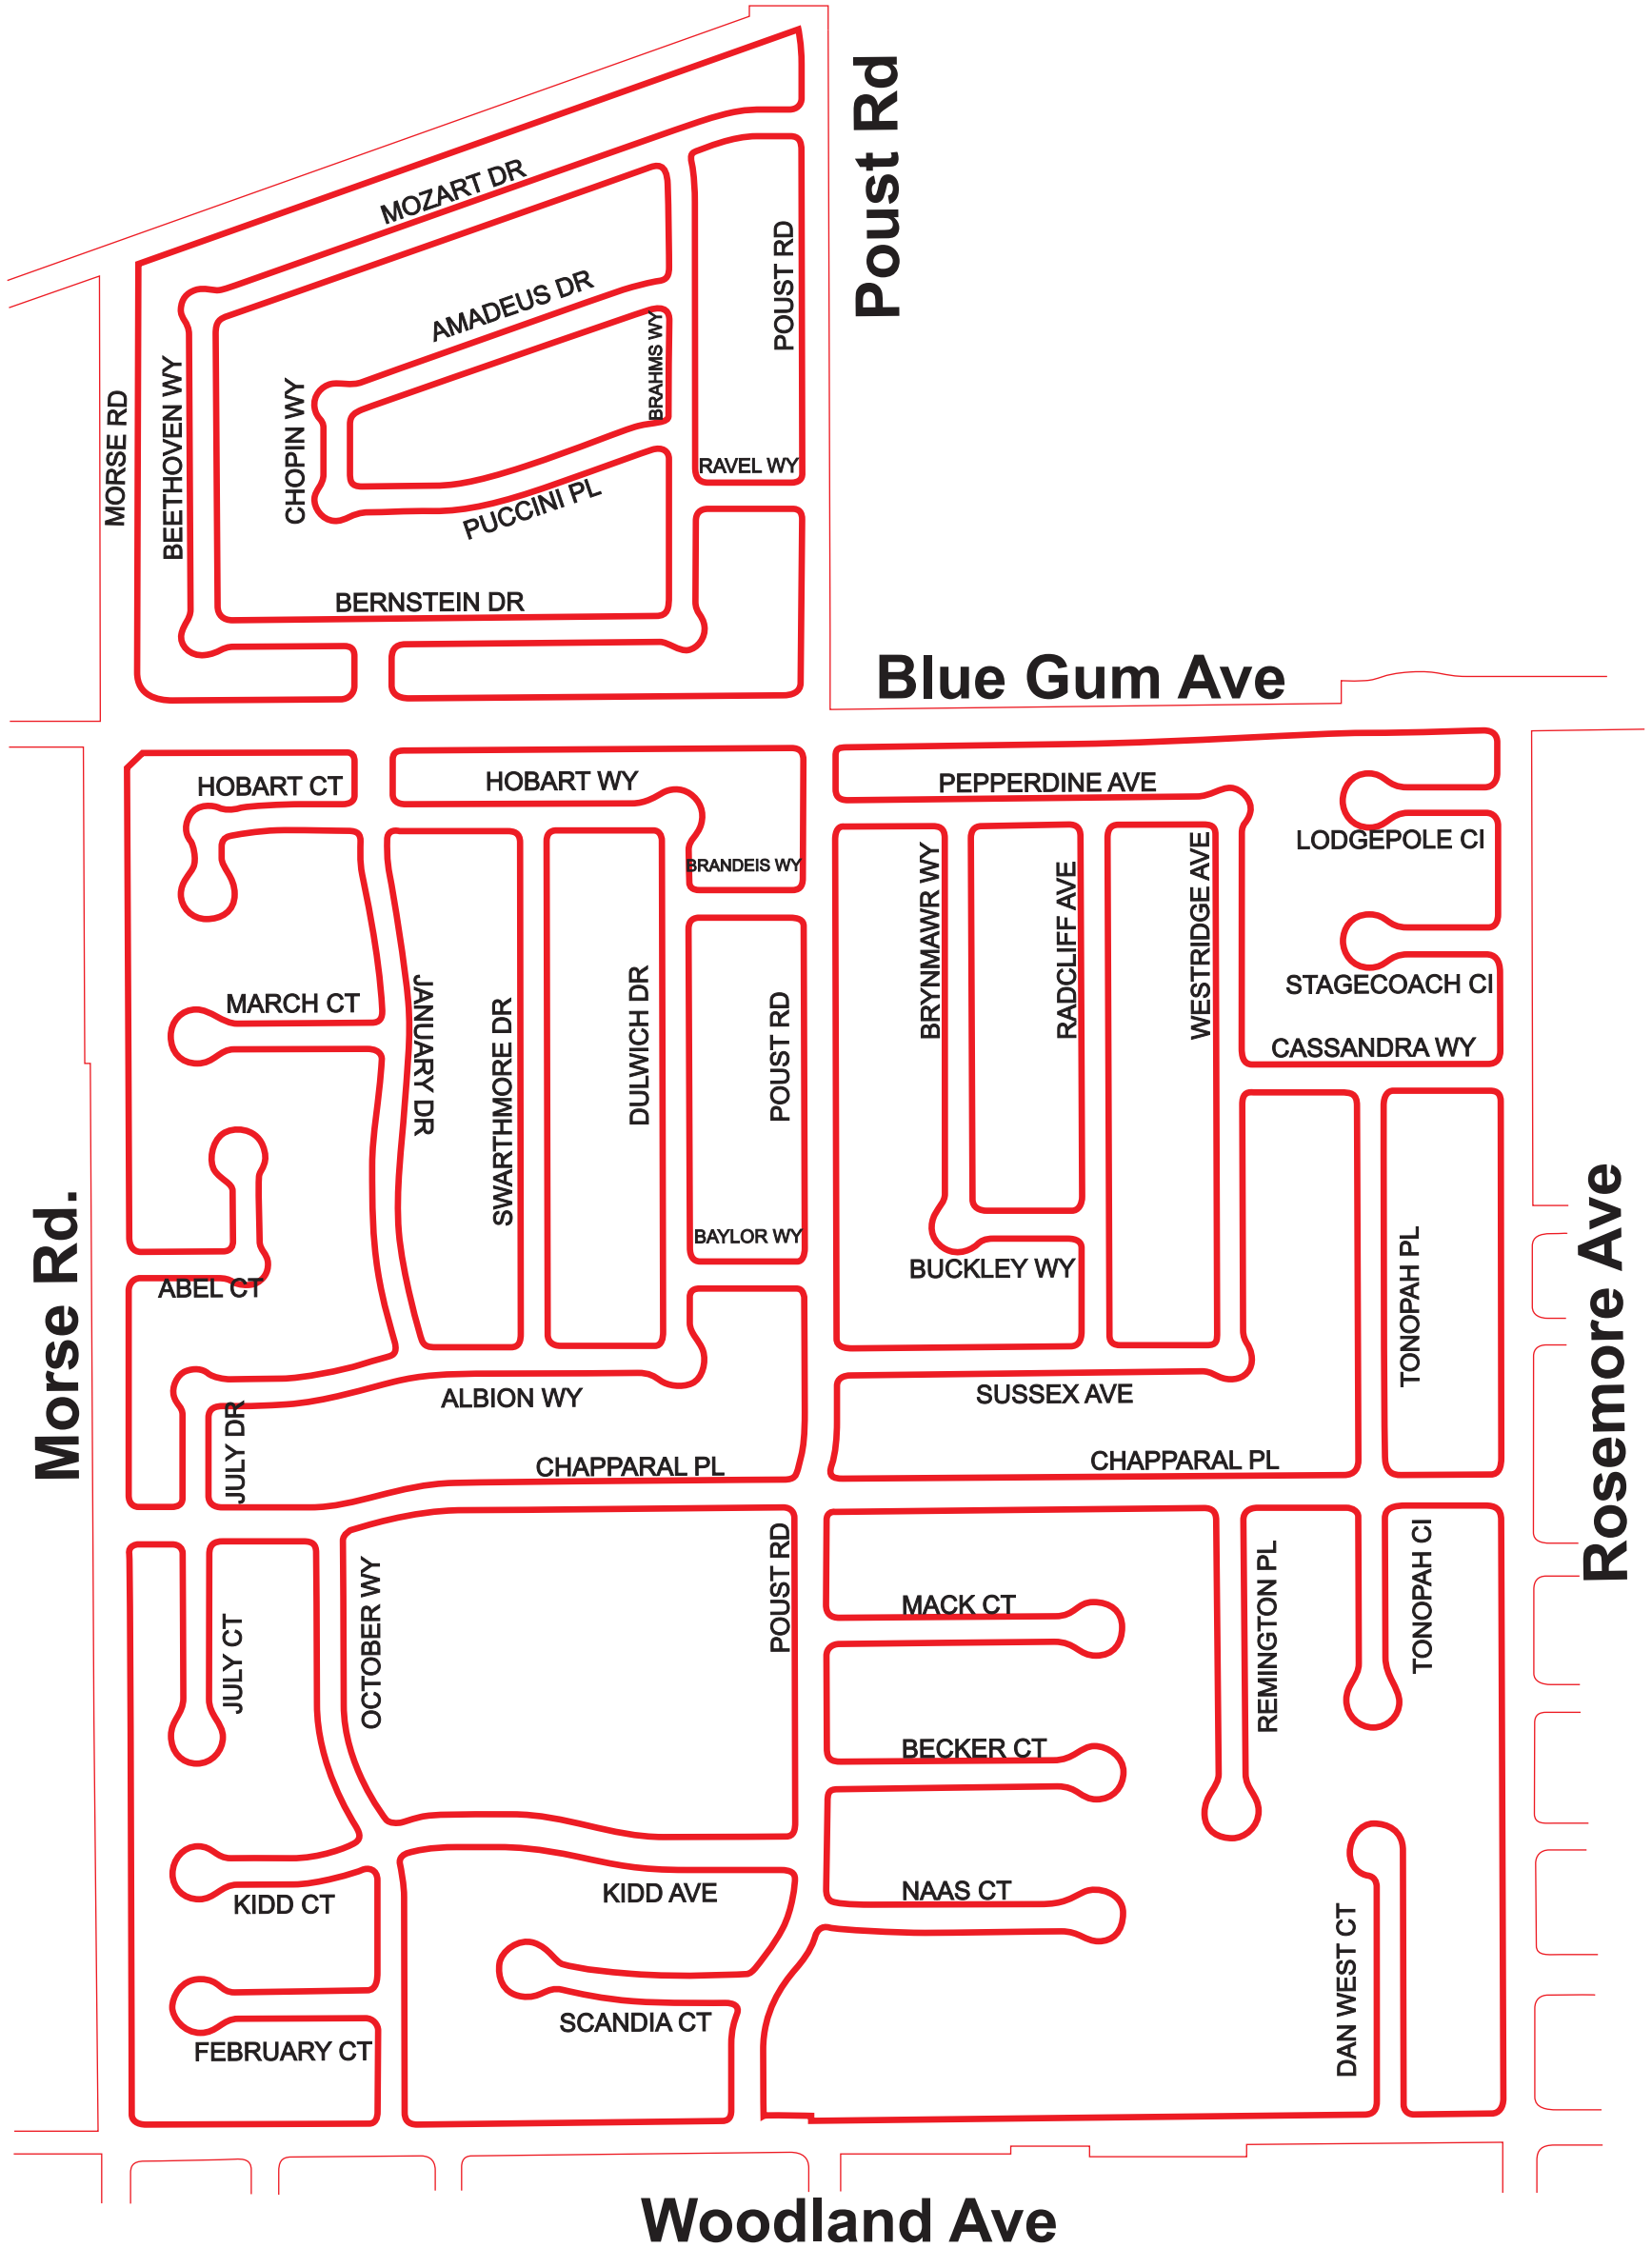 Poust Rd
MOZART DR
POUST RD
AMADEUS DR
BRAHMS WY
MORSE RD
BEETHOVEN WY
CHOPIN WY
RAVEL WY
PUCCINI PL
BERNSTEIN DR
Blue Gum Ave
HOBART CT
HOBART WY
PEPPERDINE AVE
LODGEPOLE CI
BRANDEIS WY
BRYNMAWR WY
RADCLIFF AVE
WESTRIDGE AVE
STAGECOACH CI
MARCH CT
JANUARY DR
SWARTHMORE DR
DULWICH DR
POUST RD
CASSANDRA WY
Morse Rd.
Rosemore Ave
BAYLOR WY
BUCKLEY WY
TONOPAH PL
ABEL CT
ALBION WY
SUSSEX AVE
JULY DR
CHAPPARAL PL
CHAPPARAL PL
POUST RD
OCTOBER WY
JULY CT
MACK CT
REMINGTON PL
TONOPAH CI
BECKER CT
KIDD CT
KIDD AVE
NAAS CT
DAN WEST CT
SCANDIA CT
FEBRUARY CT
Woodland Ave